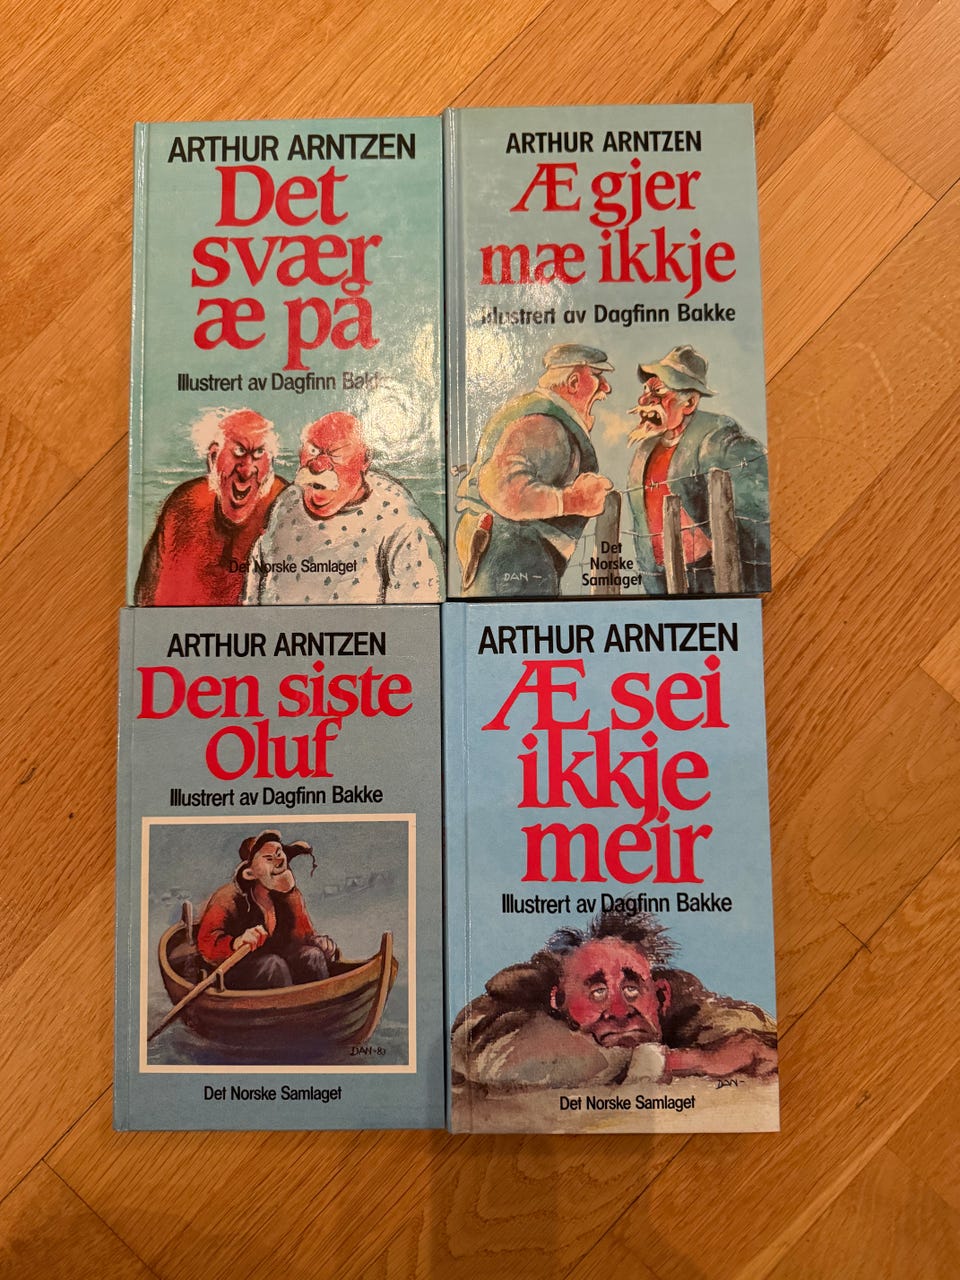 ARTHUR ARNTZEN
Det
svær
æ på
Illustrert av Dagfinn Bakke
Det Norske Samlaget
ARTHUR ARNTZEN
Æ gjer
mæ ikkje
Illustrert av Dagfinn Bakke
DAN-
Det
Norske
Samlaget
ARTHUR ARNTZEN
Den siste
Oluf
Illustrert av Dagfinn Bakke
DAN-83
Det Norske Samlaget
ARTHUR ARNTZEN
Æ sei
ikkje
meir
Illustrert av Dagfinn Bakke
DAN-
Det Norske Samlaget